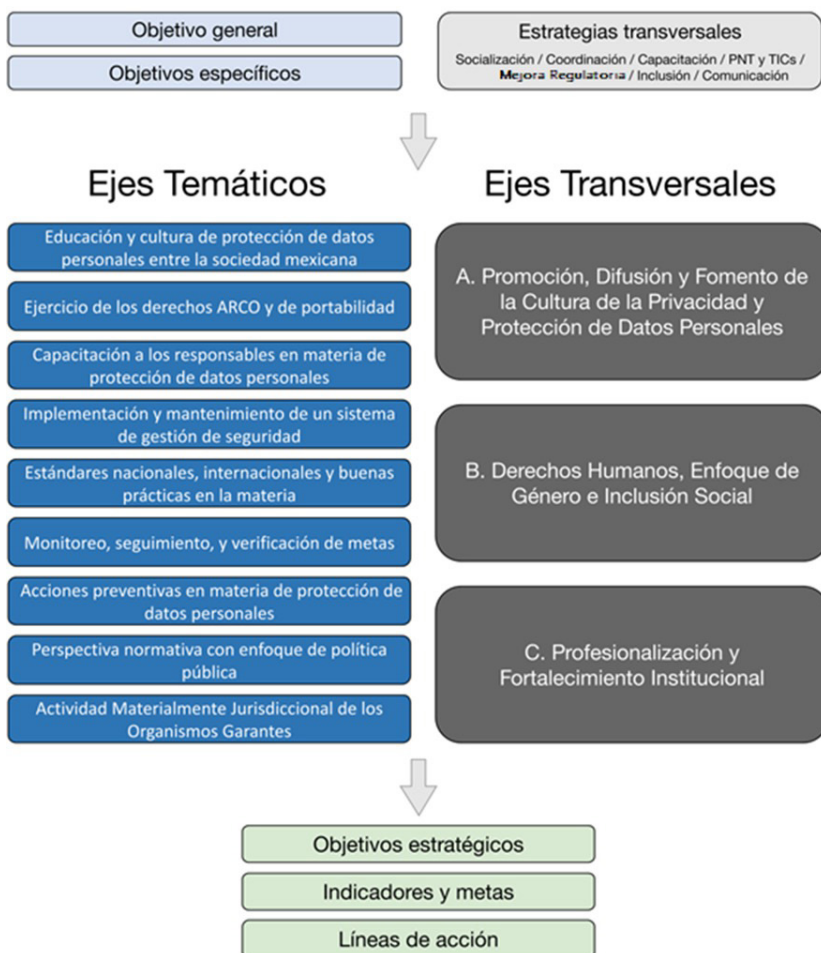 Objetivo general
Objetivos específicos
Estrategias transversales
Socialización / Coordinación / Capacitación / PNT y TICs /
Mejora Regulatoria / Inclusión / Comunicación
Ejes Temáticos
Educación y cultura de protección de datos
personales entre la sociedad mexicana
Ejercicio de los derechos ARCO y de portabilidad
Capacitación a los responsables en materia de
protección de datos personales
Implementación y mantenimiento de un sistema
de gestión de seguridad
Estándares nacionales, internacionales y buenas
prácticas en la materia
Monitoreo, seguimiento, y verificación de metas
Acciones preventivas en materia de protección de
datos personales
Perspectiva normativa con enfoque de política
pública
Actividad Materialmente Jurisdiccional de los
Organismos Garantes
Ejes Transversales
A. Promoción, Difusión y Fomento de
la Cultura de la Privacidad y
Protección de Datos Personales
B. Derechos Humanos, Enfoque de
Género e Inclusión Social
C. Profesionalización y
Fortalecimiento Institucional
Objetivos estratégicos
Indicadores y metas
Líneas de acción